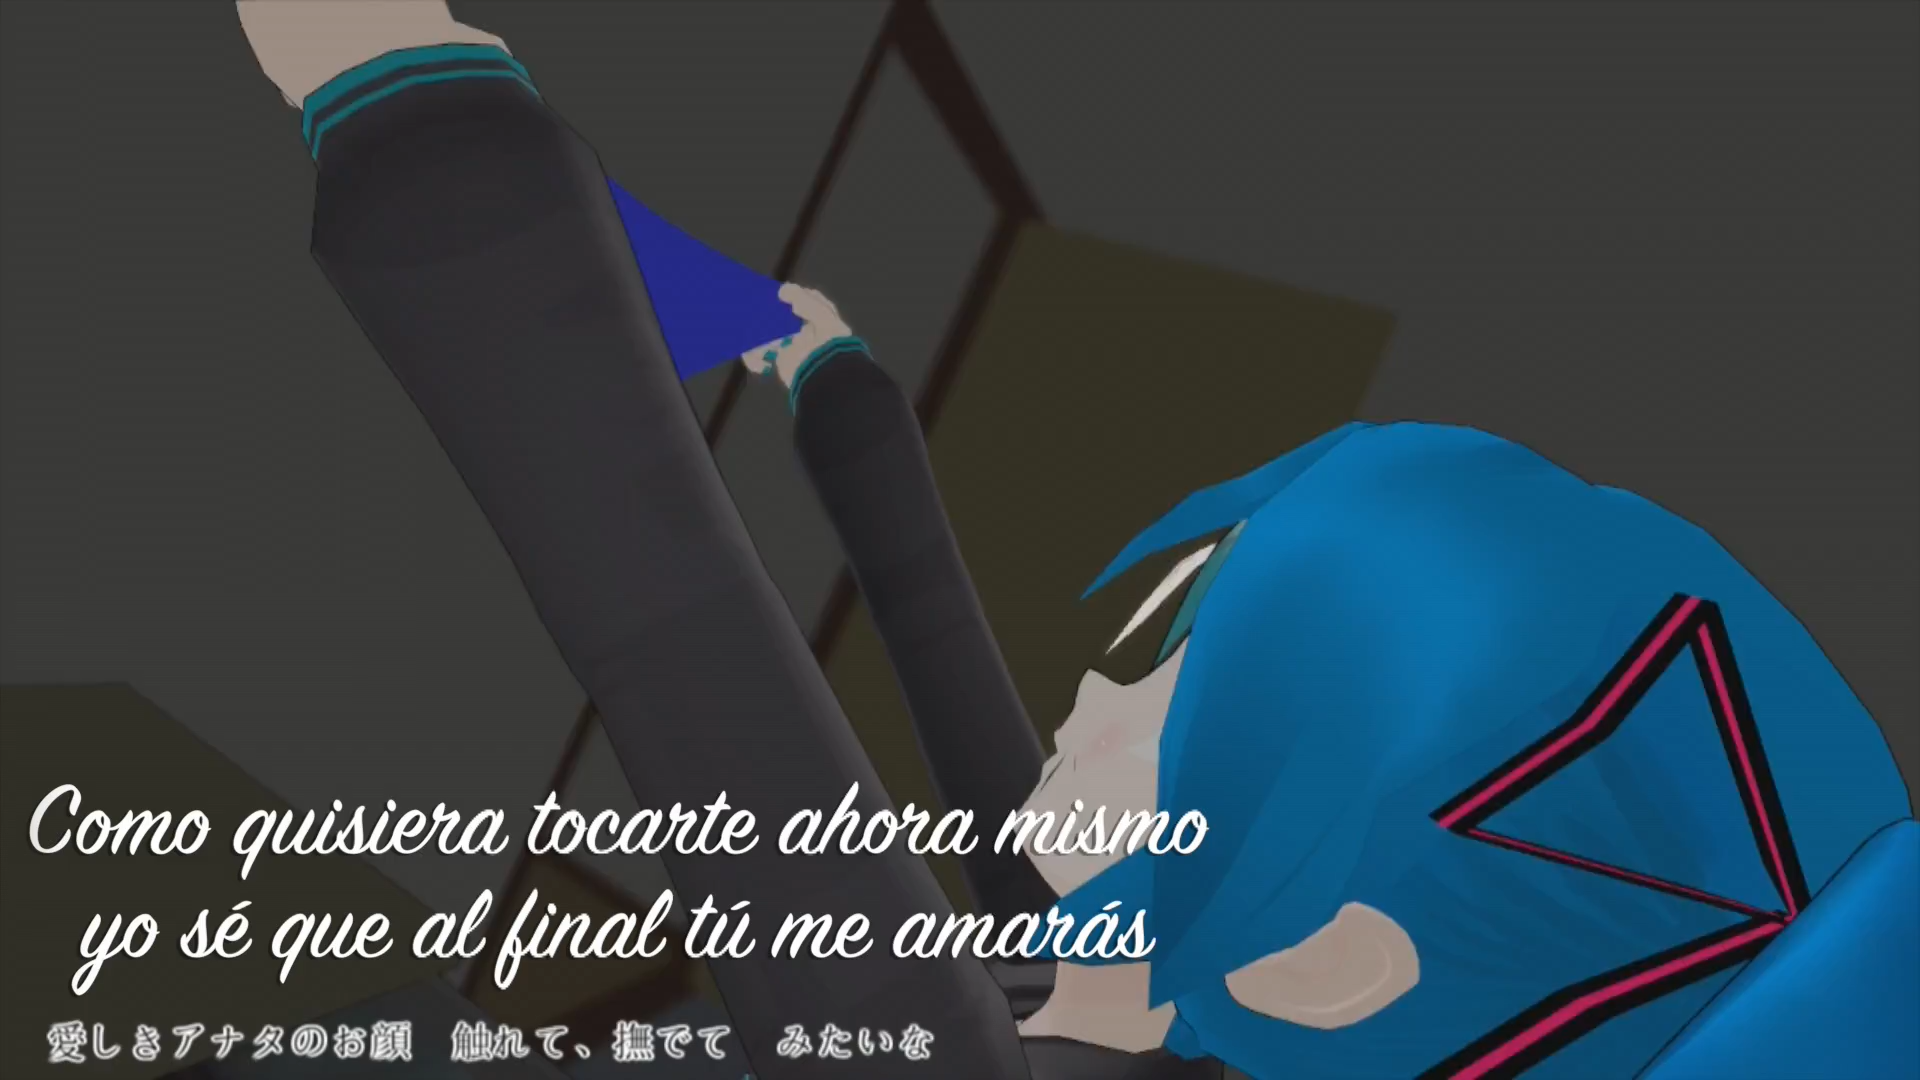 Como quisiera tocarte ahora mismo
yo sé que al final tú me amarás
愛しきアナタのお顔　触れて、撫でて　みたいな